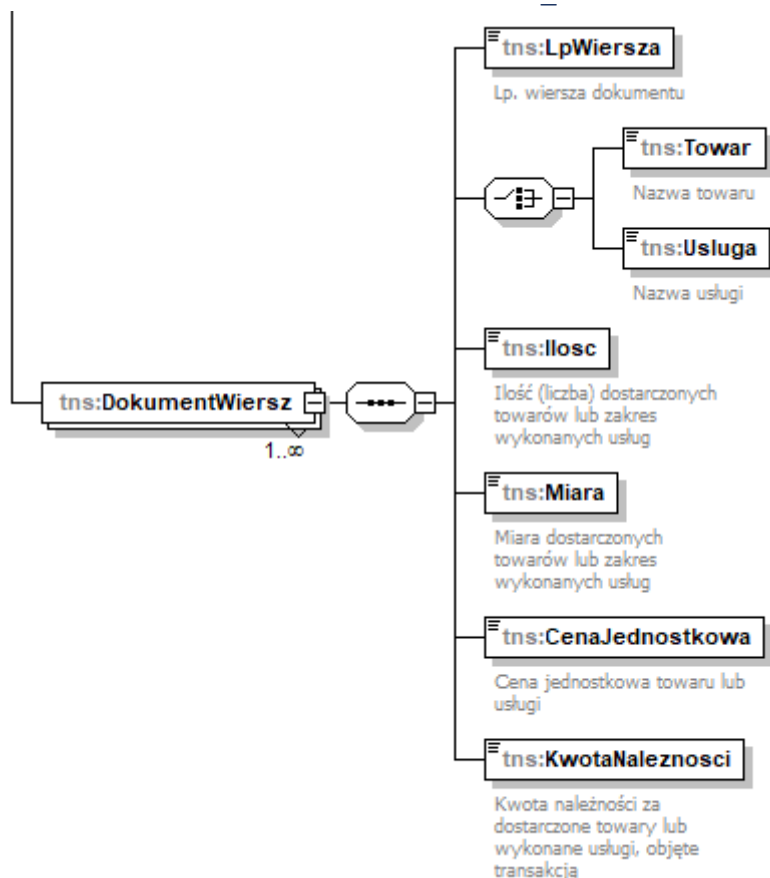 tns:LpWiersza
Lp. wiersza dokumentu
tns:Towar
Nazwa towaru
tns:Usluga
Nazwa usługi
tns:Ilosc
Ilość (liczba) dostarczonych
towarów lub zakres
wykonanych usług
tns:DokumentWiersz
1..∞
tns:Miara
Miara dostarczonych
towarów lub zakres
wykonanych usług
tns:CenaJednostkowa
Cena jednostkowa towaru lub
usługi
tns:KwotaNaleznosci
Kwota należności za
dostarczone towary lub
wykonane usługi, objęte
transakcją